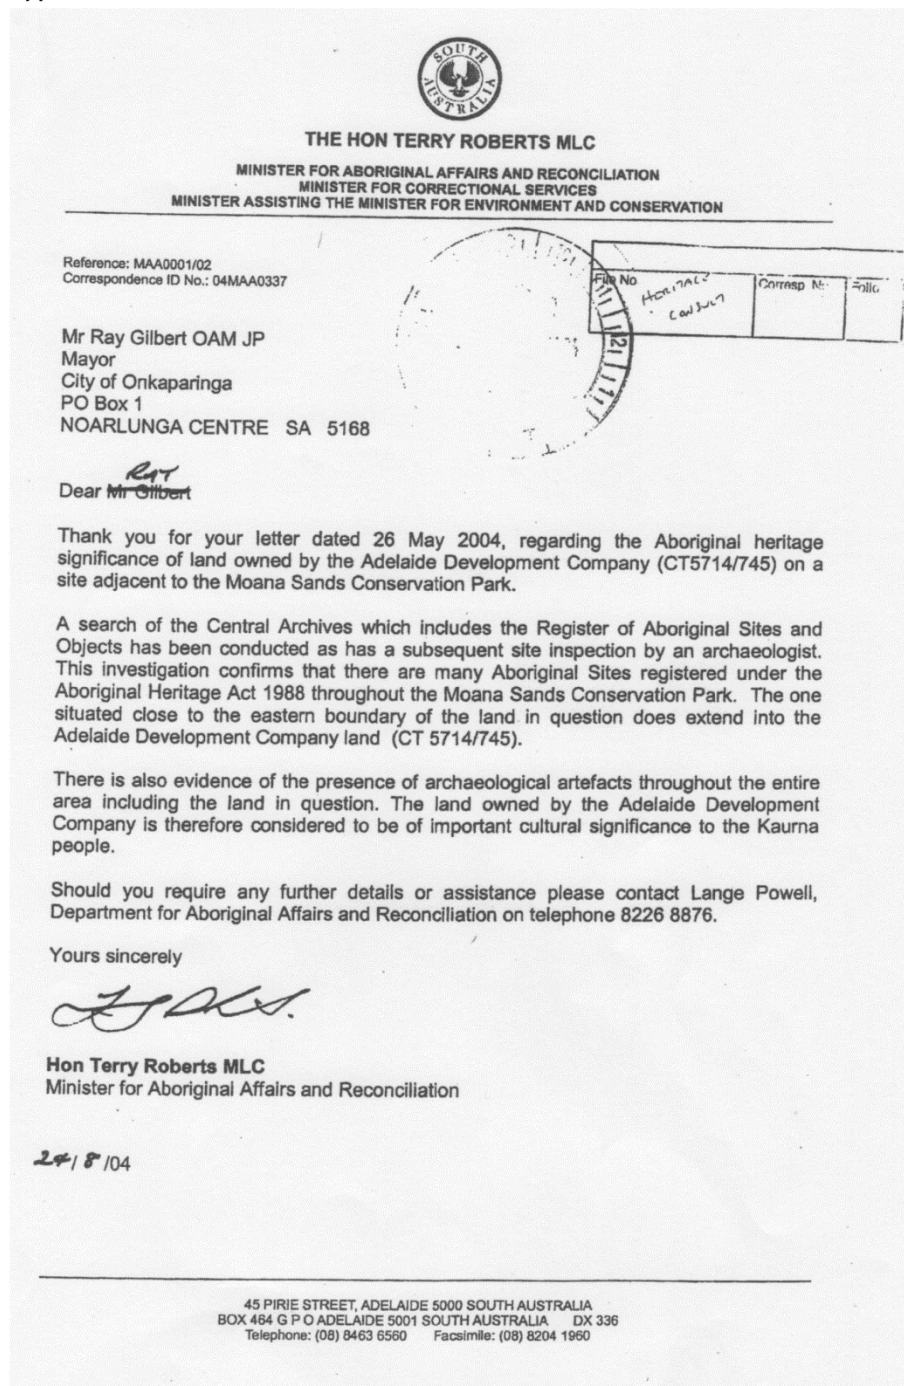 SOUTH
AUSTRALIA
THE HON TERRY ROBERTS MLC
MINISTER FOR ABORIGINAL AFFAIRS AND RECONCILIATION
MINISTER FOR CORRECTIONAL SERVICES
MINISTER ASSISTING THE MINISTER FOR ENVIRONMENT AND CONSERVATION
Reference: MAA0001/02
Correspondence ID No.: 04MAA0337
File No
HERITAGE
CONSULT
Corresp No
Folio
Mr Ray Gilbert OAM JP
Mayor
City of Onkaparinga
PO Box 1
NOARLUNGA CENTRE SA 5168
RAY
Dear Mr Gilbert
Thank you for your letter dated 26 May 2004, regarding the Aboriginal heritage
significance of land owned by the Adelaide Development Company (CT5714/745) on a
site adjacent to the Moana Sands Conservation Park.
A search of the Central Archives which includes the Register of Aboriginal Sites and
Objects has been conducted as has a subsequent site inspection by an archaeologist.
This investigation confirms that there are many Aboriginal Sites registered under the
Aboriginal Heritage Act 1988 throughout the Moana Sands Conservation Park. The one
situated close to the eastern boundary of the land in question does extend into the
Adelaide Development Company land (CT 5714/745).
There is also evidence of the presence of archaeological artefacts throughout the entire
area including the land in question. The land owned by the Adelaide Development
Company is therefore considered to be of important cultural significance to the Kaurna
people.
Should you require any further details or assistance please contact Lange Powell,
Department for Aboriginal Affairs and Reconciliation on telephone 8226 8876.
Yours sincerely
Hon Terry Roberts MLC
Minister for Aboriginal Affairs and Reconciliation
24/ 8 /04
45 PIRIE STREET, ADELAIDE 5000 SOUTH AUSTRALIA
BOX 464 G P O ADELAIDE 5001 SOUTH AUSTRALIA DX 336
Telephone: (08) 8463 6560 Facsimile: (08) 8204 1960